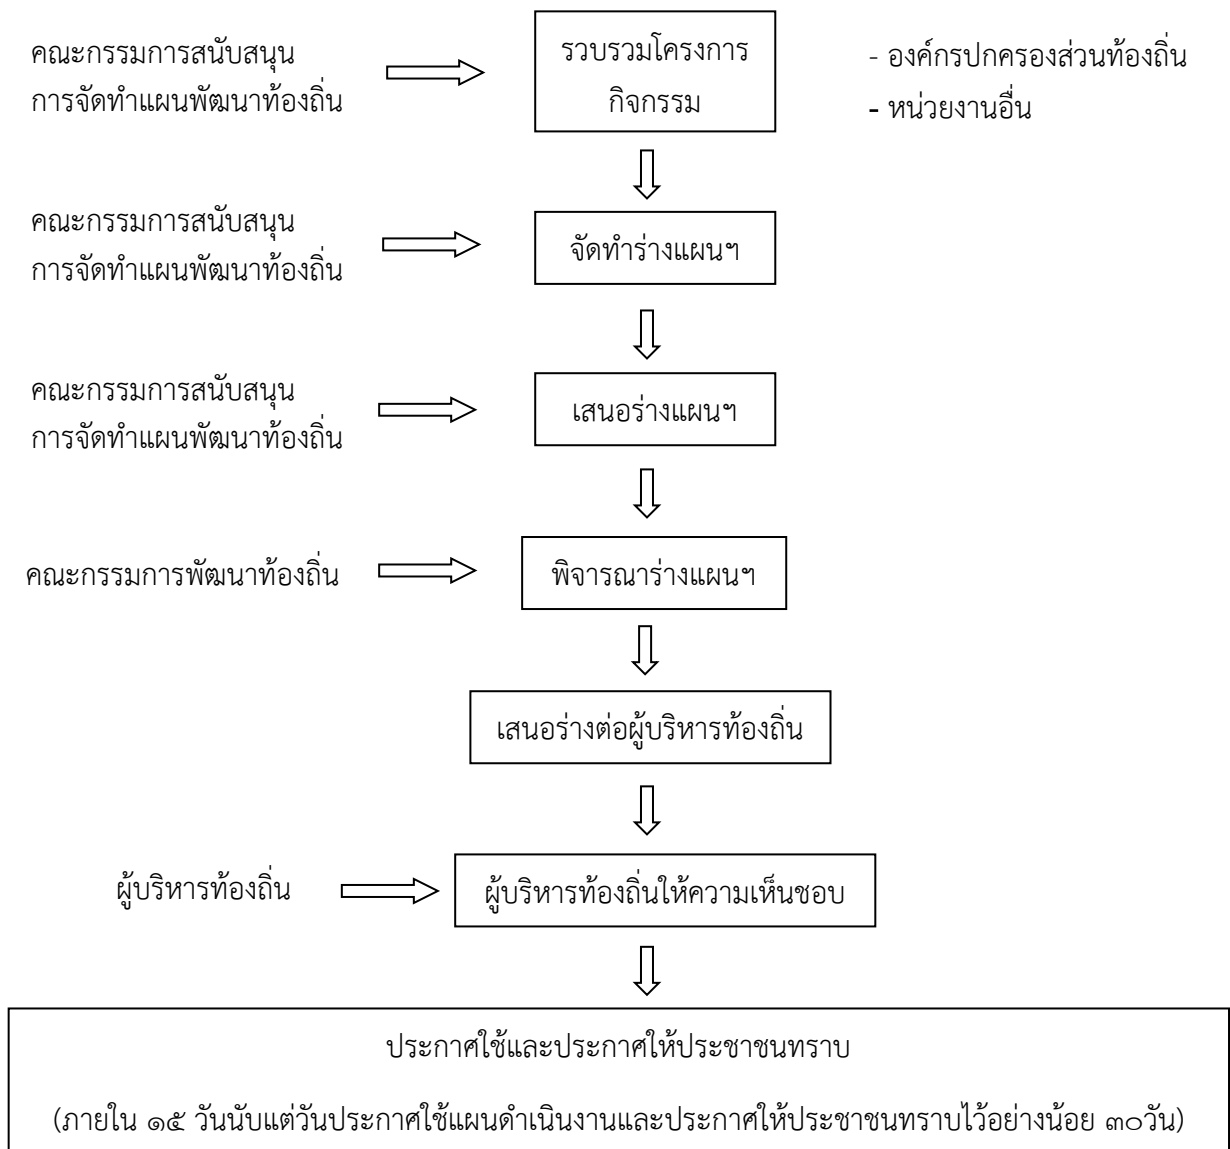 คณะกรรมการสนับสนุน
การจัดทำแผนพัฒนาท้องถิ่น
รวบรวมโครงการ
กิจกรรม
- องค์กรปกครองส่วนท้องถิ่น
- หน่วยงานอื่น
คณะกรรมการสนับสนุน
การจัดทำแผนพัฒนาท้องถิ่น
จัดทำร่างแผนฯ
คณะกรรมการสนับสนุน
การจัดทำแผนพัฒนาท้องถิ่น
เสนอร่างแผนฯ
คณะกรรมการพัฒนาท้องถิ่น
พิจารณาร่างแผนฯ
เสนอร่างต่อผู้บริหารท้องถิ่น
ผู้บริหารท้องถิ่น
ผู้บริหารท้องถิ่นให้ความเห็นชอบ
ประกาศใช้และประกาศให้ประชาชนทราบ
(ภายใน ๑๕ วันนับแต่วันประกาศใช้แผนดำเนินงานและประกาศให้ประชาชนทราบไว้อย่างน้อย ๓๐วัน)